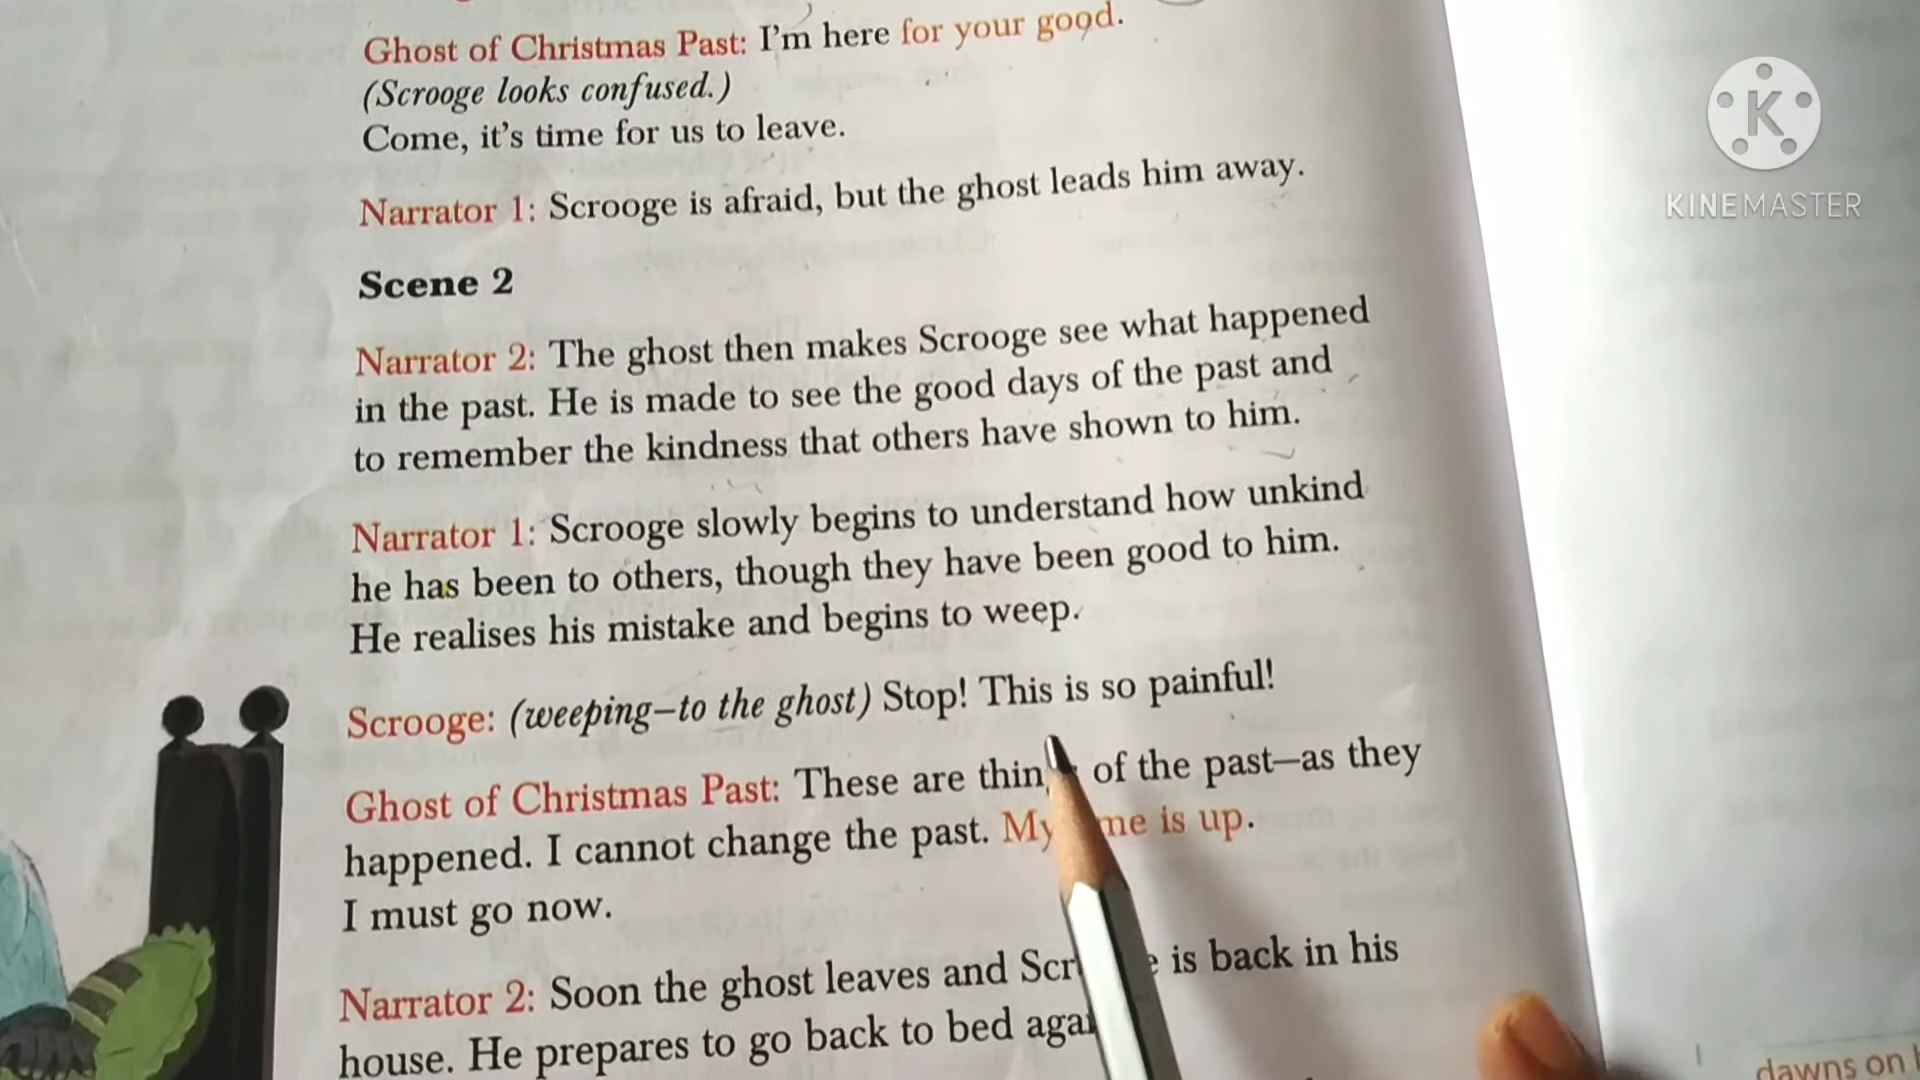 Ghost of Christmas Past: I'm here for your good.
(Scrooge looks confused.)
Come, it's time for us to leave.
Narrator 1: Scrooge is afraid, but the ghost leads him away.
Scene 2
Narrator 2: The ghost then makes Scrooge see what happened
in the past. He is made to see the good days of the past and
to remember the kindness that others have shown to him.
Narrator 1: Scrooge slowly begins to understand how unkind
he has been to others, though they have been good to him.
He realises his mistake and begins to weep.
Scrooge: (weeping—to the ghost) Stop! This is so painful!
Ghost of Christmas Past: These are of the past—as they
happened. I cannot change the past. My is up.
I must go now.
Narrator 2: Soon the ghost leaves and is back in his
house. He prepares to go back to bed
dawns on
KINEMASTER